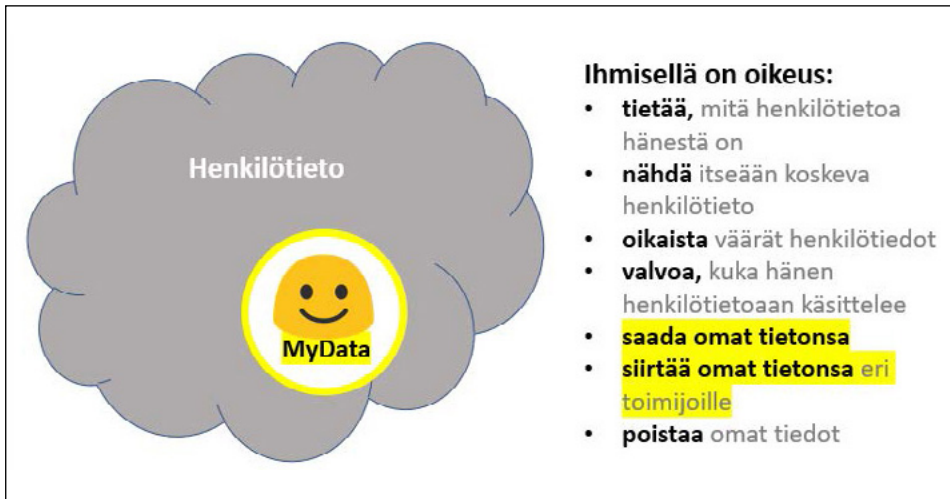 Henkilötieto
MyData
Ihmisellä on oikeus:
• tietää, mitä henkilötietoa
hänestä on
• nähdä itseään koskeva
henkilötieto
• oikaista väärät henkilötiedot
• valvoa, kuka hänen
henkilötietoaan käsittelee
• saada omat tietonsa
• siirtää omat tietonsa eri
toimijoille
• poistaa omat tiedot